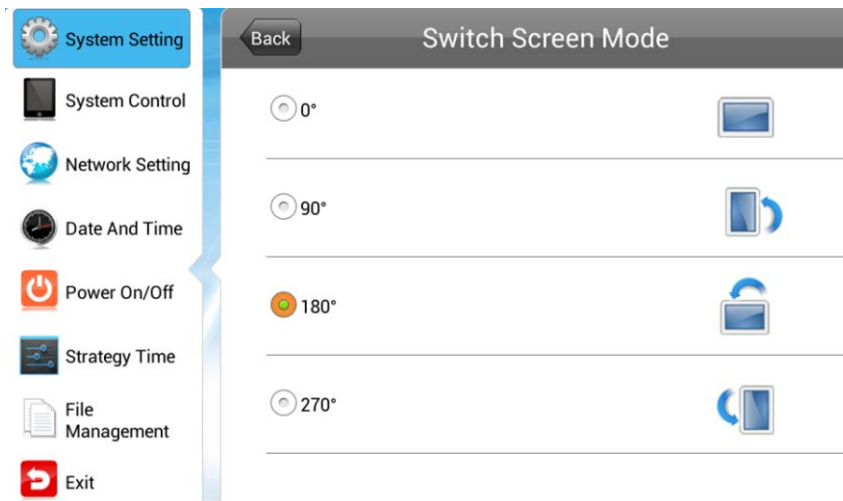 System Setting
System Control
Network Setting
Date And Time
Power On/Off
Strategy Time
File
Management
Exit
Back
Switch Screen Mode
0°
90°
180°
270°